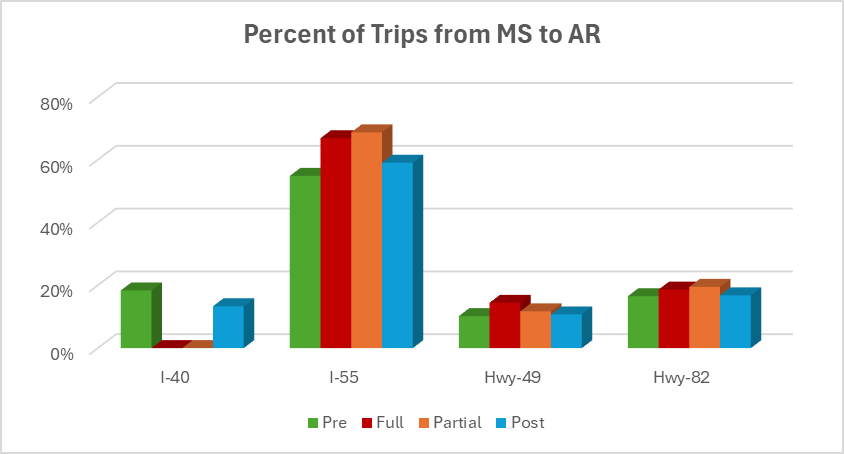 Percent of Trips from MS to AR
80%
60%
40%
20%
0%
I-40 I-55 Hwy-49 Hwy-82
Pre Full Partial Post